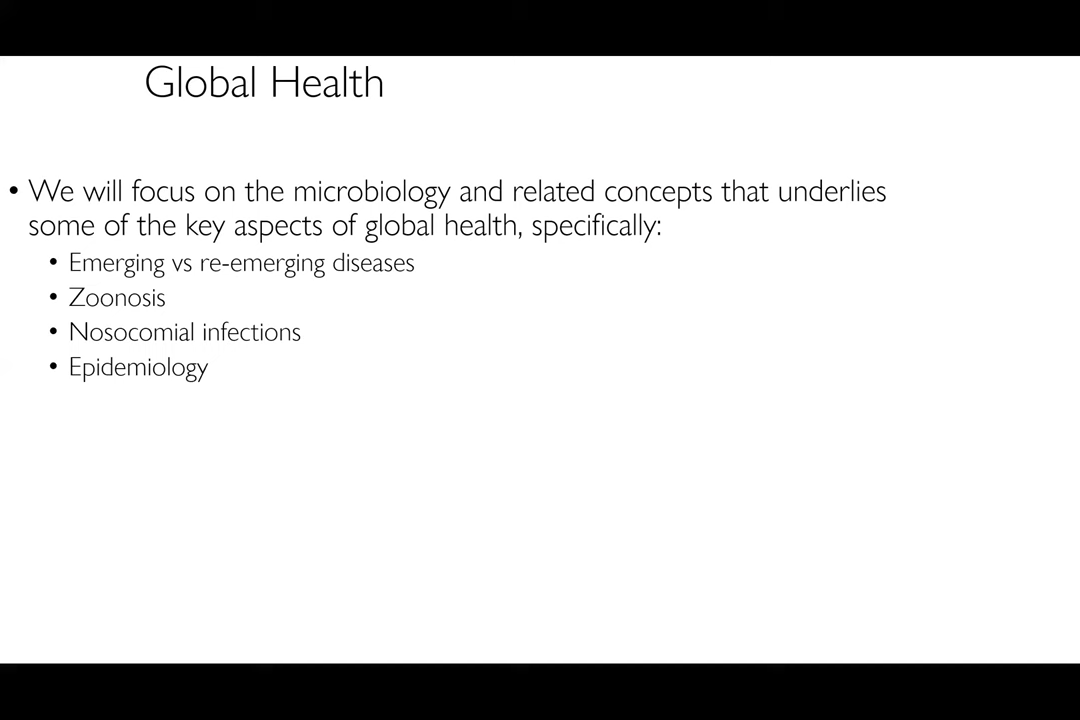 Global Health
• We will focus on the microbiology and related concepts that underlies
some of the key aspects of global health, specifically:
• Emerging vs re-emerging diseases
• Zoonosis
• Nosocomial infections
• Epidemiology